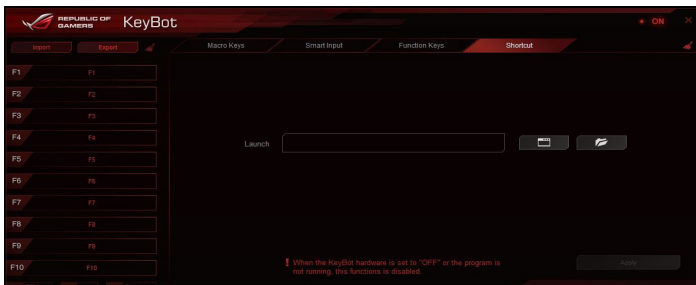 REPUBLIC OF
GAMERS
KeyBot
ON
Import
Export
Macro Keys
Smart Input
Function Keys
Shortcut
F1
F1
F2
F2
F3
F3
F4
F4
F5
F5
F6
F6
F7
F7
F8
F8
F9
F9
F10
F10
Launch
! When the KeyBot hardware is set to "OFF" or the program is
not running, this functions is disabled.
Apply